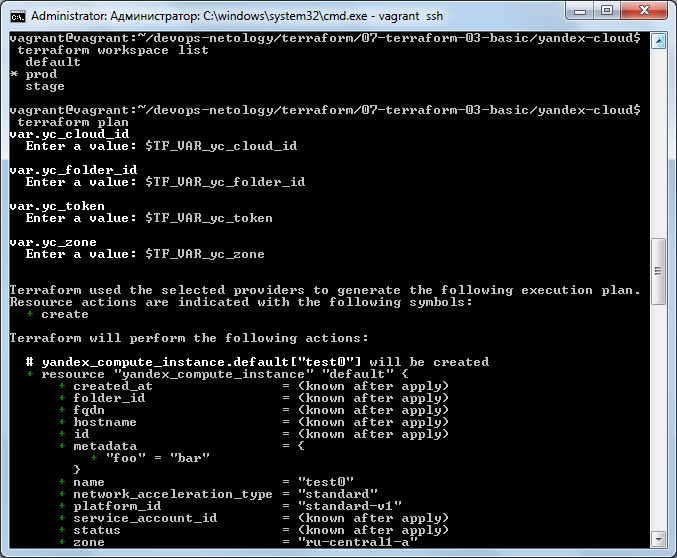 Administrator: Администратор: C:\windows\system32\cmd.exe - vagrant ssh
vagrant@vagrant:~/devops-netology/terraform/07-terraform-03-basic/yandex-cloud$
terraform workspace list
default
* prod
stage
vagrant@vagrant:~/devops-netology/terraform/07-terraform-03-basic/yandex-cloud$
terraform plan
var.yc_cloud_id
Enter a value: $TF_VAR_yc_cloud_id
var.yc_folder_id
Enter a value: $TF_VAR_yc_folder_id
var.yc_token
Enter a value: $TF_VAR_yc_token
var.yc_zone
Enter a value: $TF_VAR_yc_zone
Terraform used the selected providers to generate the following execution plan.
Resource actions are indicated with the following symbols:
+ create
Terraform will perform the following actions:
# yandex_compute_instance.default["test0"] will be created
+ resource "yandex_compute_instance" "default" {
+ created_at = (known after apply)
+ folder_id = (known after apply)
+ fqdn = (known after apply)
+ hostname = (known after apply)
+ id = (known after apply)
+ metadata = {
+ "foo" = "bar"
}
+ name = "test0"
+ network_acceleration_type = "standard"
+ platform_id = "standard-v1"
+ service_account_id = (known after apply)
+ status = (known after apply)
+ zone = "ru-central1-a"